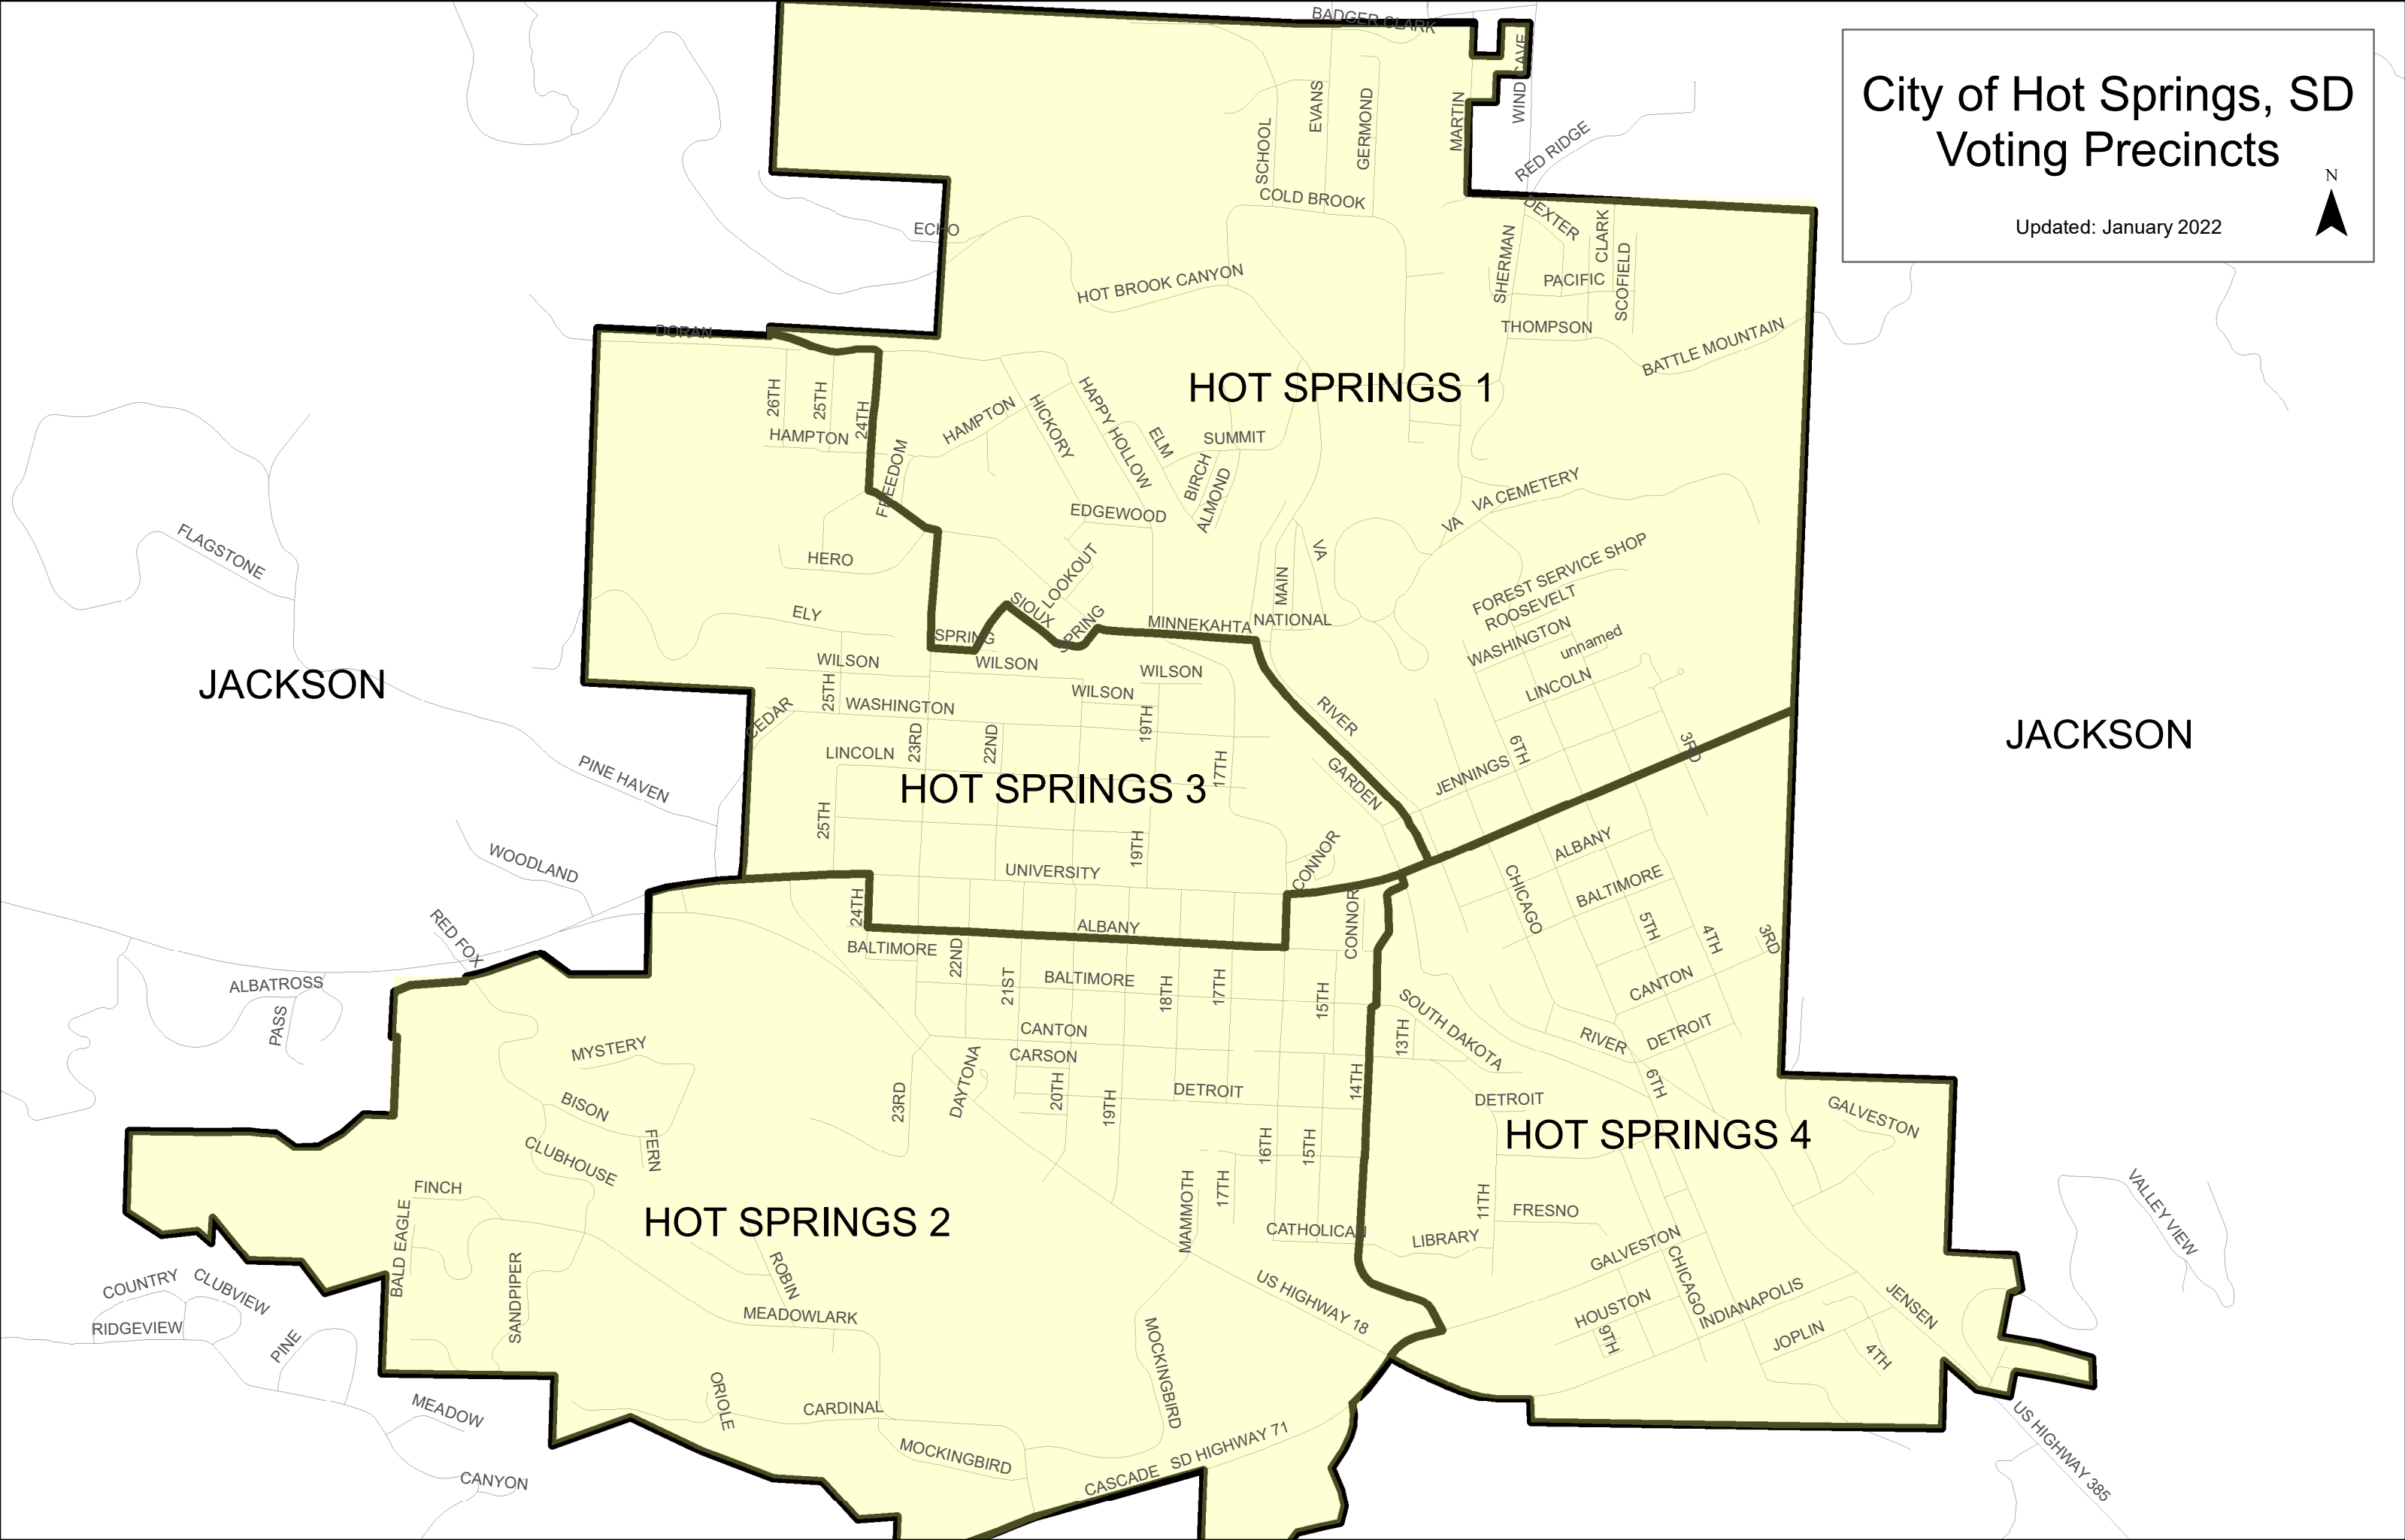 City of Hot Springs, SD
Voting Precincts
N
Updated: January 2022
BADGER CLARK
WIND CAVE
EVANS
GERMOND
MARTIN
SCHOOL
RED RIDGE
COLD BROOK
DEXTER
CLARK
ECHO
SHERMAN
SCOFIELD
HOT BROOK CANYON
PACIFIC
THOMPSON
DORAN
BATTLE MOUNTAIN
HOT SPRINGS 1
26TH
25TH
24TH
HAMPTON
HAMPTON
HICKORY
HAPPY HOLLOW
ELM
SUMMIT
BIRCH
ALMOND
FREEDOM
EDGEWOOD
VA CEMETERY
VA
VA
FLAGSTONE
HERO
LOOKOUT
MAIN
FOREST SERVICE SHOP
ROOSEVELT
ELY
SIOUX
SPRING
SPRING
MINNEKAHTA
NATIONAL
WASHINGTON
unnamed
JACKSON
WILSON
WILSON
WILSON
WILSON
LINCOLN
25TH
WASHINGTON
CEDAR
19TH
RIVER
JACKSON
23RD
22ND
LINCOLN
6TH
3RD
17TH
PINE HAVEN
HOT SPRINGS 3
GARDEN
JENNINGS
25TH
19TH
CONNOR
ALBANY
WOODLAND
UNIVERSITY
CHICAGO
BALTIMORE
24TH
ALBANY
CONNOR
RED FOX
BALTIMORE
22ND
5TH
4TH
3RD
ALBATROSS
PASS
21ST
BALTIMORE
18TH
17TH
15TH
CANTON
SOUTH DAKOTA
13TH
RIVER
DETROIT
MYSTERY
CANTON
CARSON
DAYTONA
20TH
19TH
DETROIT
14TH
23RD
6TH
BISON
DETROIT
GALVESTON
HOT SPRINGS 4
FERN
CLUBHOUSE
16TH
15TH
FINCH
MAMMOTH
17TH
11TH
VALLEY VIEW
HOT SPRINGS 2
FRESNO
BALD EAGLE
CATHOLICAN
LIBRARY
GALVESTON
COUNTRY
CLUBVIEW
SANDPIPER
ROBIN
US HIGHWAY 18
CHICAGO
INDIANAPOLIS
JENSEN
HOUSTON
RIDGEVIEW
PINE
MEADOWLARK
9TH
JOPLIN
4TH
MOCKINGBIRD
ORIOLE
MEADOW
CARDINAL
MOCKINGBIRD
SD HIGHWAY 71
CASCADE
CANYON
US HIGHWAY 385